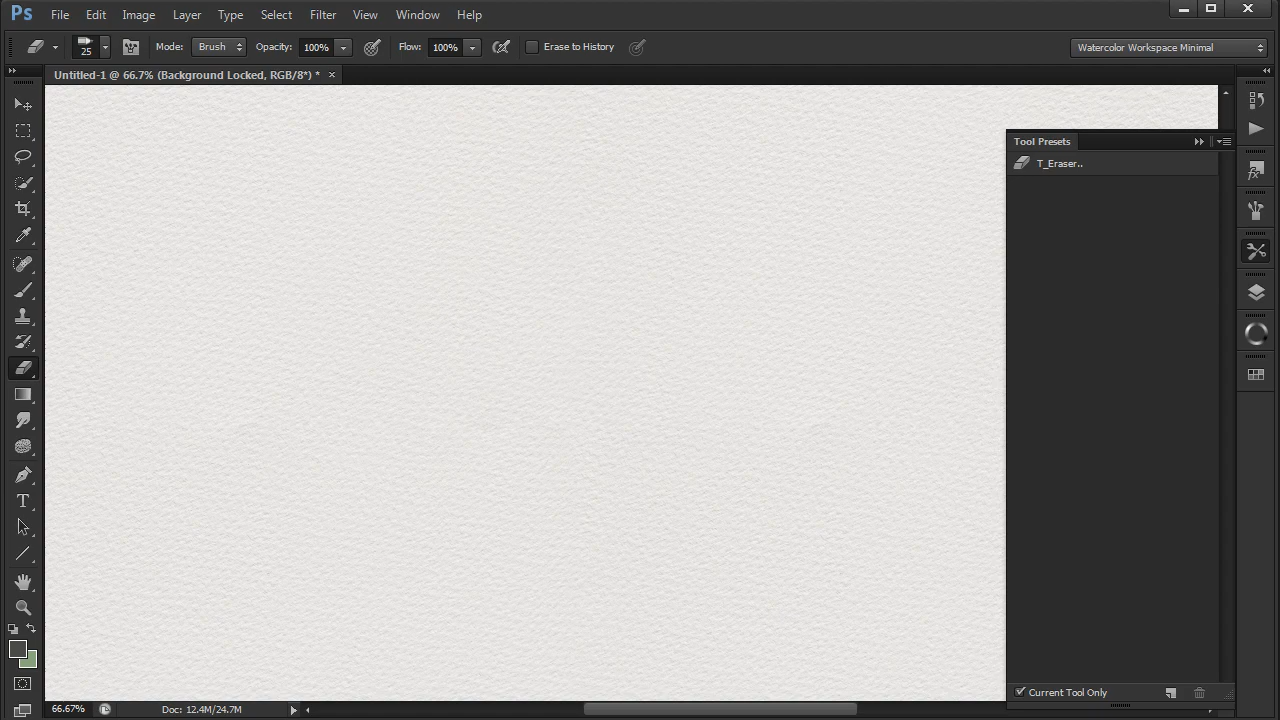 Ps File Edit Image Layer Type Select Filter View Window Help
25 Mode: Brush Opacity: 100% Flow: 100% Erase to History Watercolor Workspace Minimal
Untitled-1 @ 66.7% (Background Locked, RGB/8*) * ×
Tool Presets
T_Eraser..
fx
T
Current Tool Only
66.67% Doc: 12.4M/24.7M